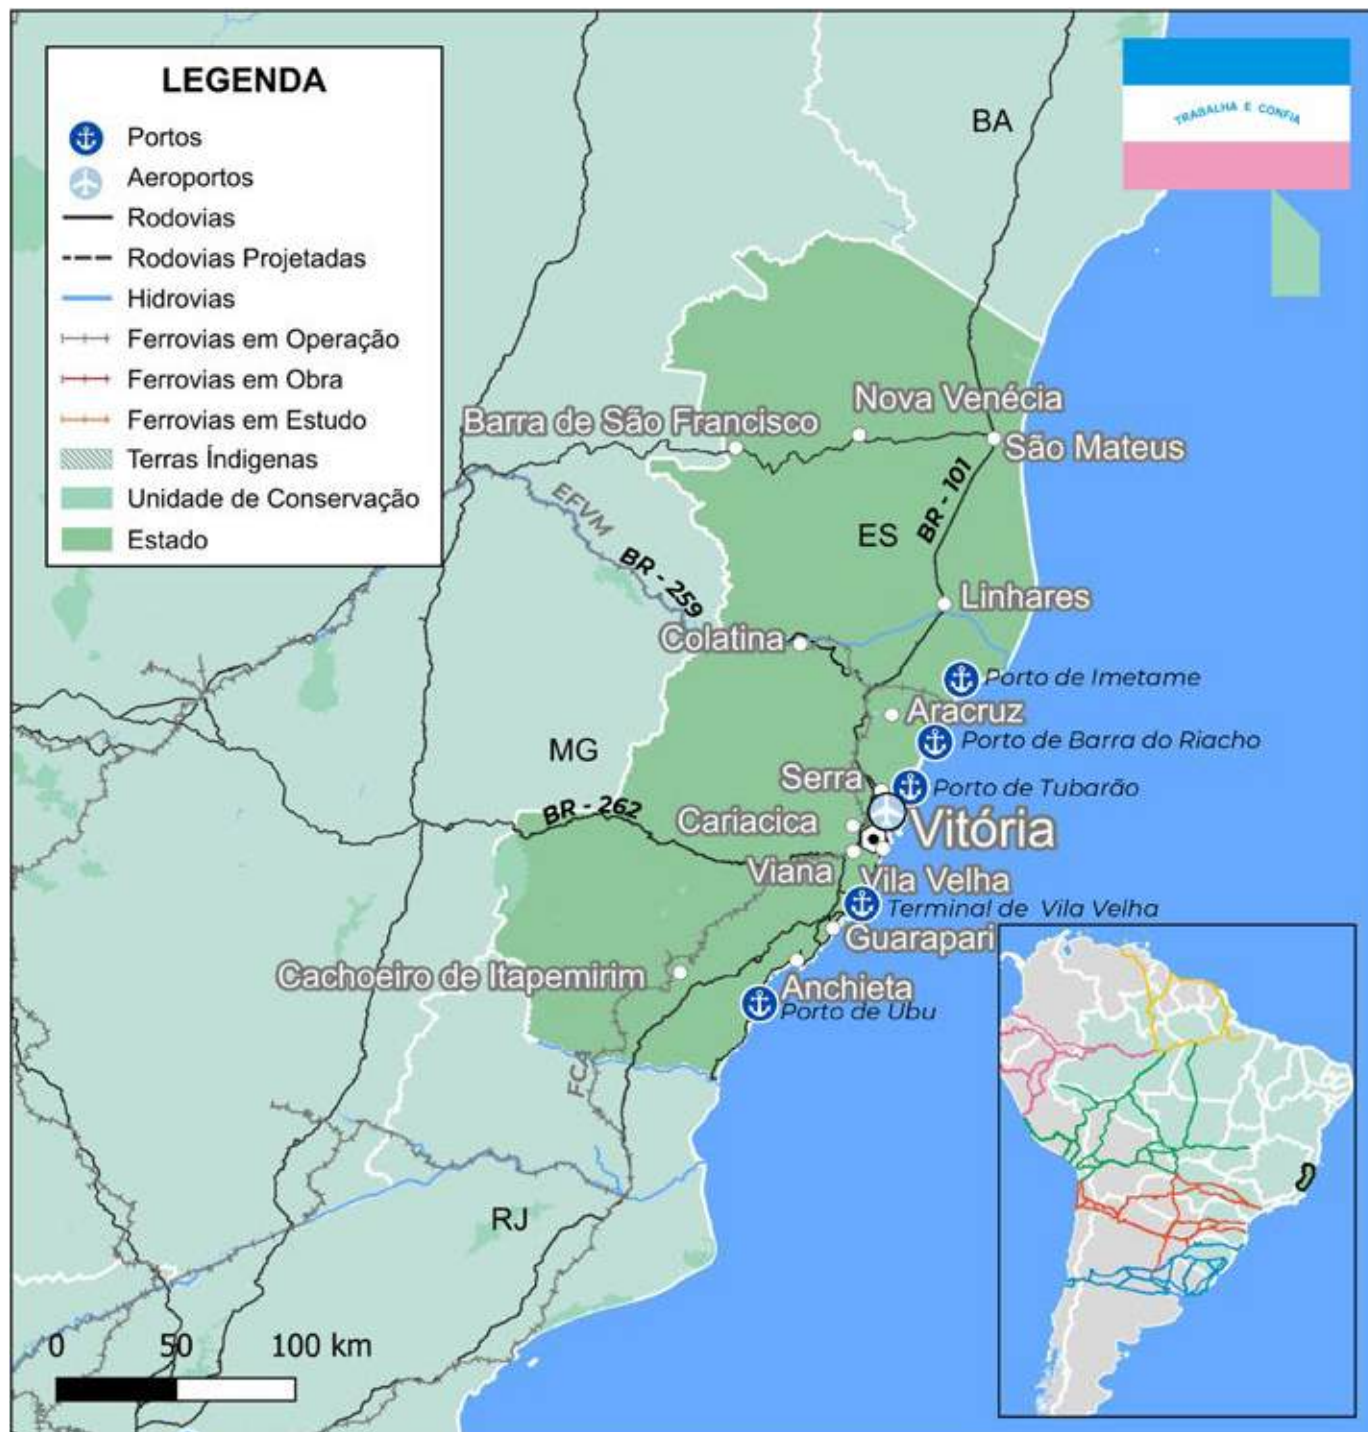 LEGENDA
Portos
Aeroportos
Rodovias
Rodovias Projetadas
Hidrovias
Ferrovias em Operação
Ferrovias em Obra
Ferrovias em Estudo
Terras Índigenas
Unidade de Conservação
Estado
BA
TRABALHA E CONFIA
Nova Venécia
Barra de São Francisco
São Mateus
BR - 101
EFVM
ES
BR - 259
Linhares
Colatina
Porto de Imetame
Aracruz
Porto de Barra do Riacho
MG
Serra
Porto de Tubarão
BR - 262
Cariacica
Vitória
Viana
Vila Velha
Terminal de Vila Velha
Guarapari
Cachoeiro de Itapemirim
Anchieta
Porto de Ubu
FCA
RJ
0 50 100 km